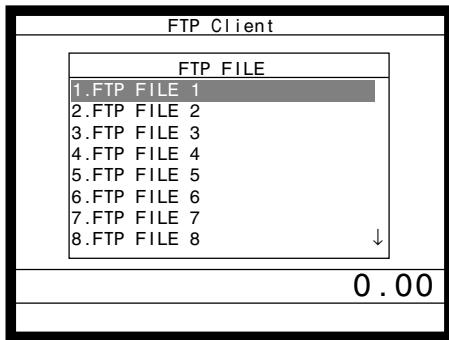 FTP Client
FTP FILE
1.FTP FILE 1
2.FTP FILE 2
3.FTP FILE 3
4.FTP FILE 4
5.FTP FILE 5
6.FTP FILE 6
7.FTP FILE 7
8.FTP FILE 8 ↓
0.00